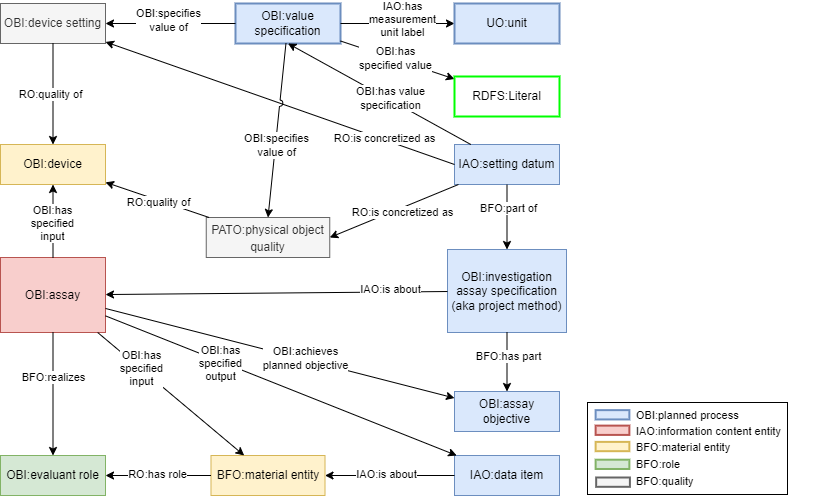 OBI:device setting
OBI:specifies
value of
OBI:value
specification
IAO:has
measurement
unit label
UO:unit
OBI:has
specified value
RDFS:Literal
RO:quality of
OBI:has value
specification
OBI:specifies
value of
RO:is concretized as
OBI:device
IAO:setting datum
RO:quality of
RO:is concretized as
BFO:part of
OBI:has
specified
input
PATO:physical object
quality
OBI:assay
IAO:is about
OBI:investigation
assay specification
(aka project method)
BFO:realizes
OBI:has
specified
input
OBI:has
specified
output
OBI:achieves
planned objective
BFO:has part
OBI:assay
objective
OBI:evaluant role
RO:has role
BFO:material entity
IAO:is about
IAO:data item
OBI:planned process
IAO:information content entity
BFO:material entity
BFO:role
BFO:quality